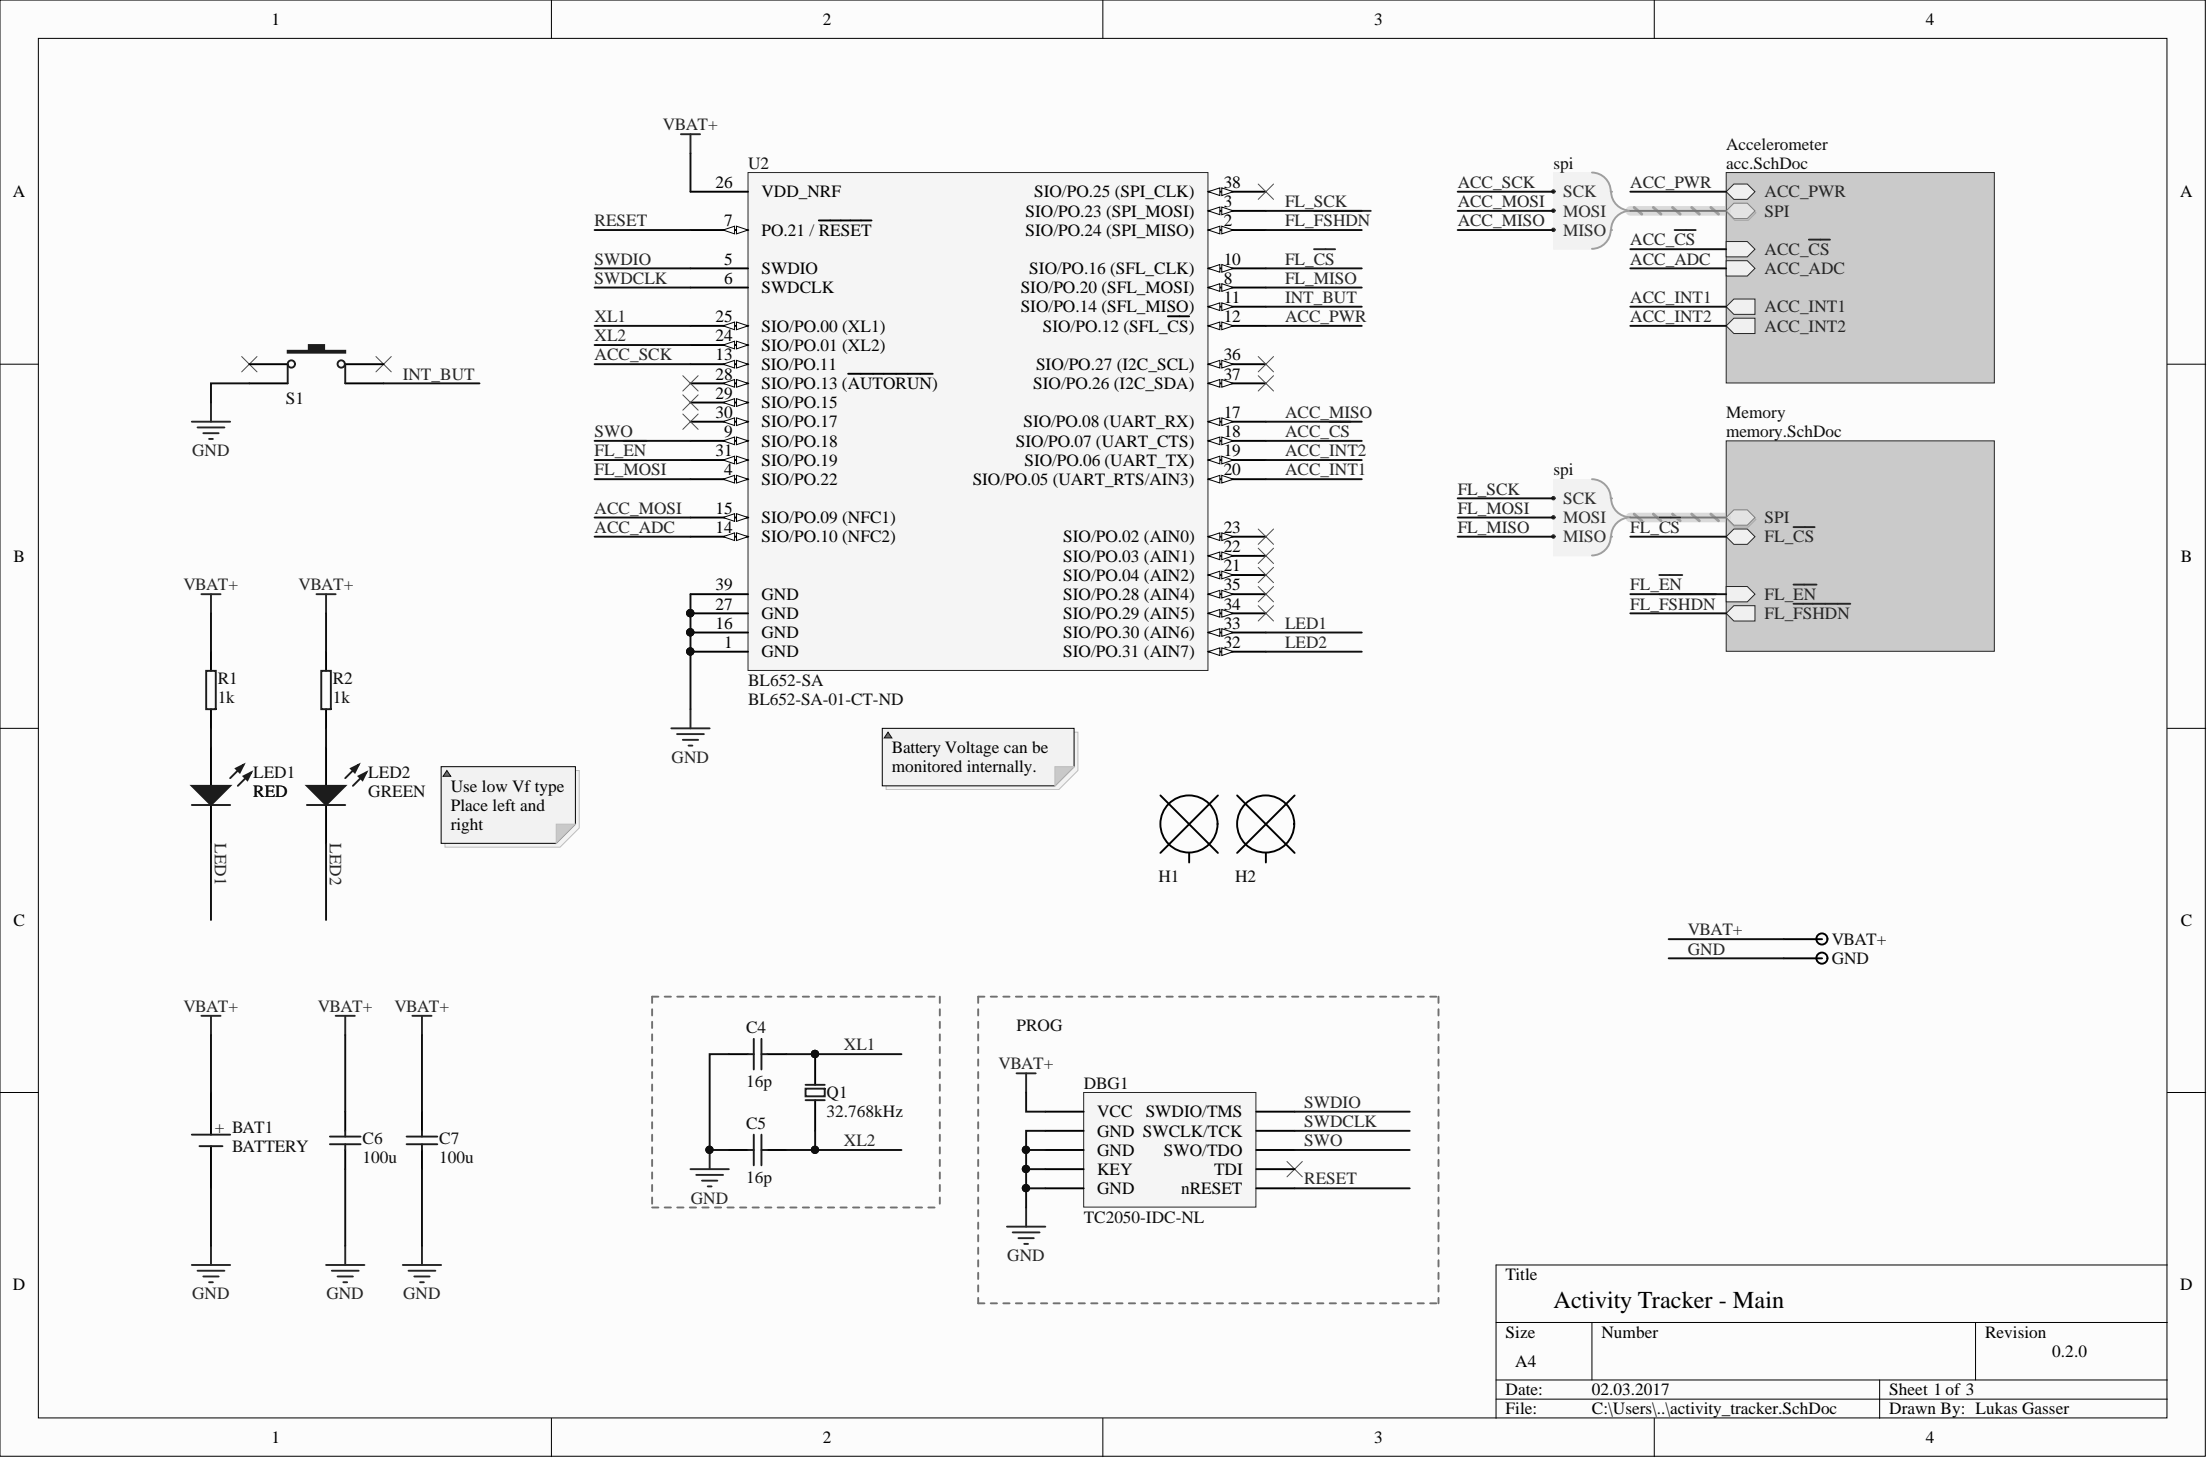 1 2 3 4
A
B
C
D
A
B
C
D
1 2 3 4
S1
INT_BUT
GND
VBAT+
U2
26 VDD_NRF
RESET 7 PO.21 / RESET
SWDIO 5 SWDIO
SWDCLK 6 SWDCLK
XL1 25 SIO/PO.00 (XL1)
XL2 24 SIO/PO.01 (XL2)
ACC_SCK 13 SIO/PO.11
28 SIO/PO.13 (AUTORUN)
29 SIO/PO.15
30 SIO/PO.17
SWO 9 SIO/PO.18
FL_EN 31 SIO/PO.19
FL_MOSI 4 SIO/PO.22
ACC_MOSI 15 SIO/PO.09 (NFC1)
ACC_ADC 14 SIO/PO.10 (NFC2)
39 GND
27 GND
16 GND
1 GND
GND
SIO/PO.25 (SPI_CLK) 38
SIO/PO.23 (SPI_MOSI) 3 FL_SCK
SIO/PO.24 (SPI_MISO) 2 FL_FSHDN
SIO/PO.16 (SFL_CLK) 10 FL_CS
SIO/PO.20 (SFL_MOSI) 8 FL_MISO
SIO/PO.14 (SFL_MISO) 11 INT_BUT
SIO/PO.12 (SFL_CS) 12 ACC_PWR
SIO/PO.27 (I2C_SCL) 36
SIO/PO.26 (I2C_SDA) 37
SIO/PO.08 (UART_RX) 17 ACC_MISO
SIO/PO.07 (UART_CTS) 18 ACC_CS
SIO/PO.06 (UART_TX) 19 ACC_INT2
SIO/PO.05 (UART_RTS/AIN3) 20 ACC_INT1
SIO/PO.02 (AIN0) 23
SIO/PO.03 (AIN1) 22
SIO/PO.04 (AIN2) 21
SIO/PO.28 (AIN4) 35
SIO/PO.29 (AIN5) 34
SIO/PO.30 (AIN6) 33 LED1
SIO/PO.31 (AIN7) 32 LED2
BL652-SA
BL652-SA-01-CT-ND
Battery Voltage can be
monitored internally.
spi
ACC_SCK SCK
ACC_MOSI MOSI
ACC_MISO MISO
Accelerometer
acc.SchDoc
ACC_PWR ACC_PWR
SPI
ACC_CS ACC_CS
ACC_ADC ACC_ADC
ACC_INT1 ACC_INT1
ACC_INT2 ACC_INT2
Memory
memory.SchDoc
spi
FL_SCK SCK
FL_MOSI MOSI
FL_MISO MISO
SPI
FL_CS FL_CS
FL_EN FL_EN
FL_FSHDN FL_FSHDN
VBAT+ VBAT+
R1
1k
R2
1k
LED1
RED
LED2
GREEN
LED1
LED2
Use low Vf type
Place left and
right
H1 H2
VBAT+ VBAT+
GND GND
VBAT+ VBAT+ VBAT+
+ BAT1
BATTERY
C6
100u
C7
100u
GND GND GND
C4
16p
XL1
Q1
32.768kHz
C5
16p
XL2
GND
PROG
VBAT+
DBG1
VCC SWDIO/TMS SWDIO
GND SWCLK/TCK SWDCLK
GND SWO/TDO SWO
KEY TDI
GND nRESET RESET
TC2050-IDC-NL
GND
Title
Activity Tracker - Main
Size
A4
Number
Revision
0.2.0
Date: 02.03.2017 Sheet 1 of 3
File: C:\Users\..\activity_tracker.SchDoc Drawn By: Lukas Gasser